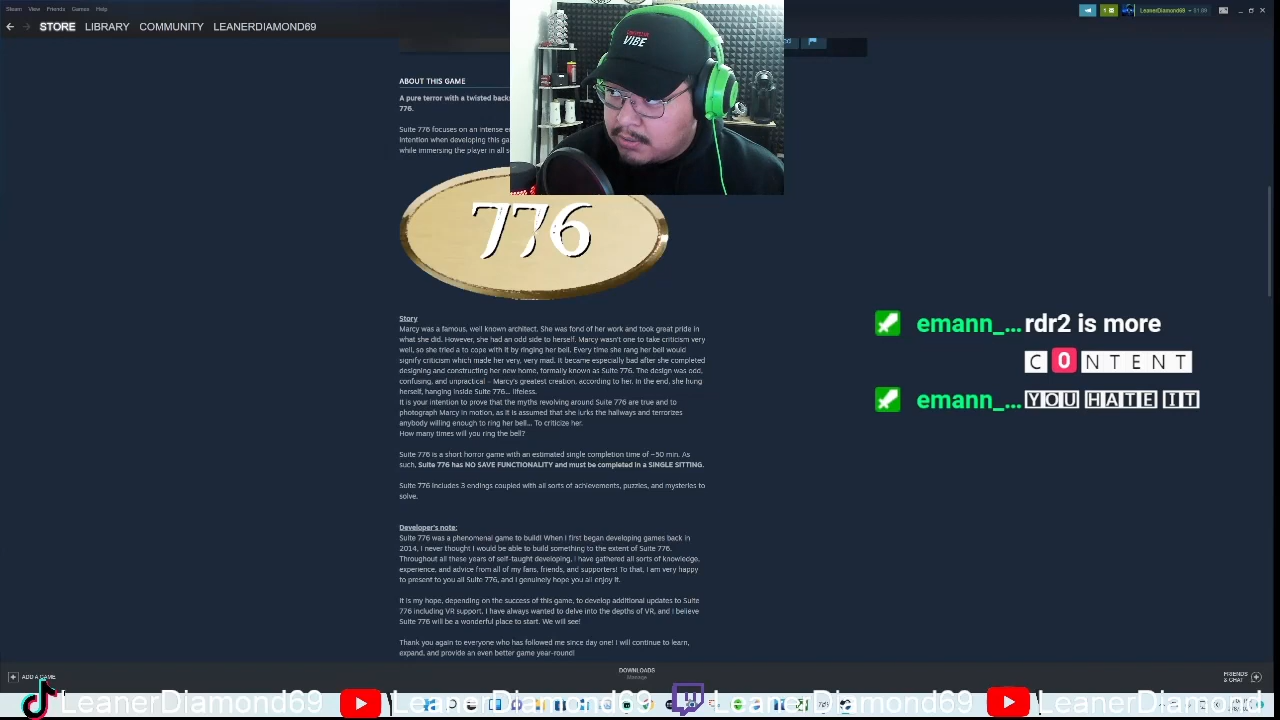 Steam View Friends Games Help
STORE LIBRARY COMMUNITY LEANERDIAMOND69
LeanerDiamond69
VIBE
ABOUT THIS GAME
A pure terror with a twisted
776.
Suite 776 focuses on an intense
intention when developing this
while immersing the player in all
776
Story
Marcy was a famous, well known architect. She was fond of her work and took great pride in
what she did. However, she had an odd side to herself. Marcy wasn't one to take criticism very
well, so she tried a to cope with it by ringing her bell. Every time she rang her bell would
signify criticism which made her very, very mad. It became especially bad after she completed
designing and constructing her new home, formally known as Suite 776. The design was odd,
confusing, and unpractical – Marcy's greatest creation, according to her. In the end, she hung
herself, hanging inside Suite 776... lifeless.
It is your intention to prove that the myths revolving around Suite 776 are true and to
photograph Marcy in motion, as it is assumed that she lurks the hallways and terrorizes
anybody willing enough to ring her bell... To criticize her.
How many times will you ring the bell?
Suite 776 is a short horror game with an estimated single completion time of ~50 min. As
such, Suite 776 has NO SAVE FUNCTIONALITY and must be completed in a SINGLE SITTING.
Suite 776 includes 3 endings coupled with all sorts of achievements, puzzles, and mysteries to
solve.
Developer's note:
Suite 776 was a phenomenal game to build! When I first began developing games back in
2014, I never thought I would be able to build something to the extent of Suite 776.
Throughout all these years of self-taught developing, I have gathered all sorts of knowledge,
experience, and advice from all of my fans, friends, and supporters! To that, I am very happy
to present to you all Suite 776, and I genuinely hope you all enjoy it.
It is my hope, depending on the success of this game, to develop additional updates to Suite
776 including VR support. I have always wanted to delve into the depths of VR, and I believe
Suite 776 will be a wonderful place to start. We will see!
Thank you again to everyone who has followed me since day one! I will continue to learn,
expand, and provide an even better game year-round!
emann_... rdr2 is more
O T I E N T
emann_... YOU HATE IT
ADD A GAME
DOWNLOADS
Manage
FRIENDS
& CHAT
LeanerDiamond LeanerDiamond LeanerDiamond LeanerDiamond